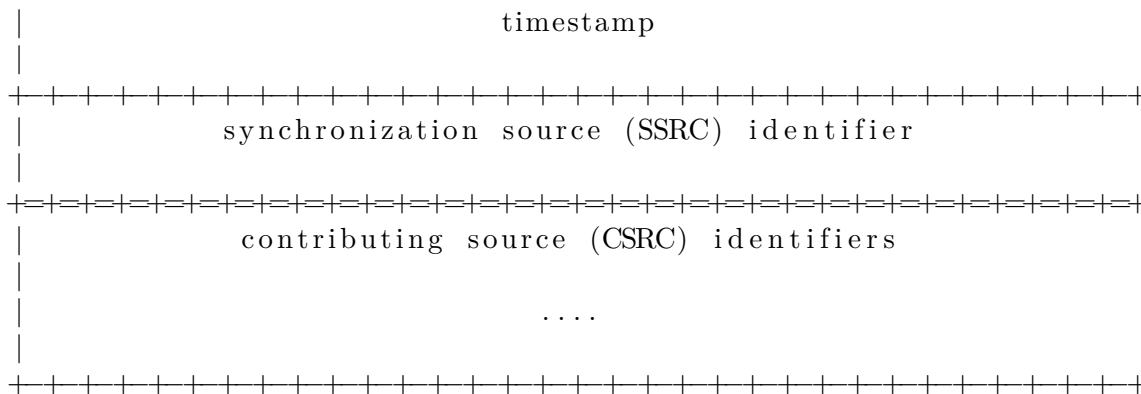 | timestamp
|
+-+-+-+-+-+-+-+-+-+-+-+-+-+-+-+-+-+-+-+-+-+-+-+-+-+-+-+-+-+-+-+-+
| synchronization source (SSRC) identifier
|
+=+=+=+=+=+=+=+=+=+=+=+=+=+=+=+=+=+=+=+=+=+=+=+=+=+=+=+=+=+=+=+=+
| contributing source (CSRC) identifiers
|
| ....
|
+-+-+-+-+-+-+-+-+-+-+-+-+-+-+-+-+-+-+-+-+-+-+-+-+-+-+-+-+-+-+-+-+